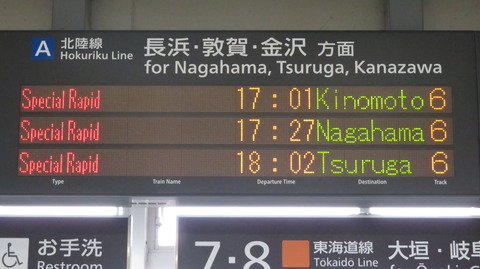 A 北陸線 長浜・敦賀・金沢 方面
Hokuriku Line for Nagahama, Tsuruga, Kanazawa
Special Rapid 17:01 Kinomoto 6
Special Rapid 17:27 Nagahama 6
Special Rapid 18:02 Tsuruga 6
Type Train Name Departure Time Destination Track
お手洗 7・8 東海道線 大垣・岐
Restroom Tōkaidō Line